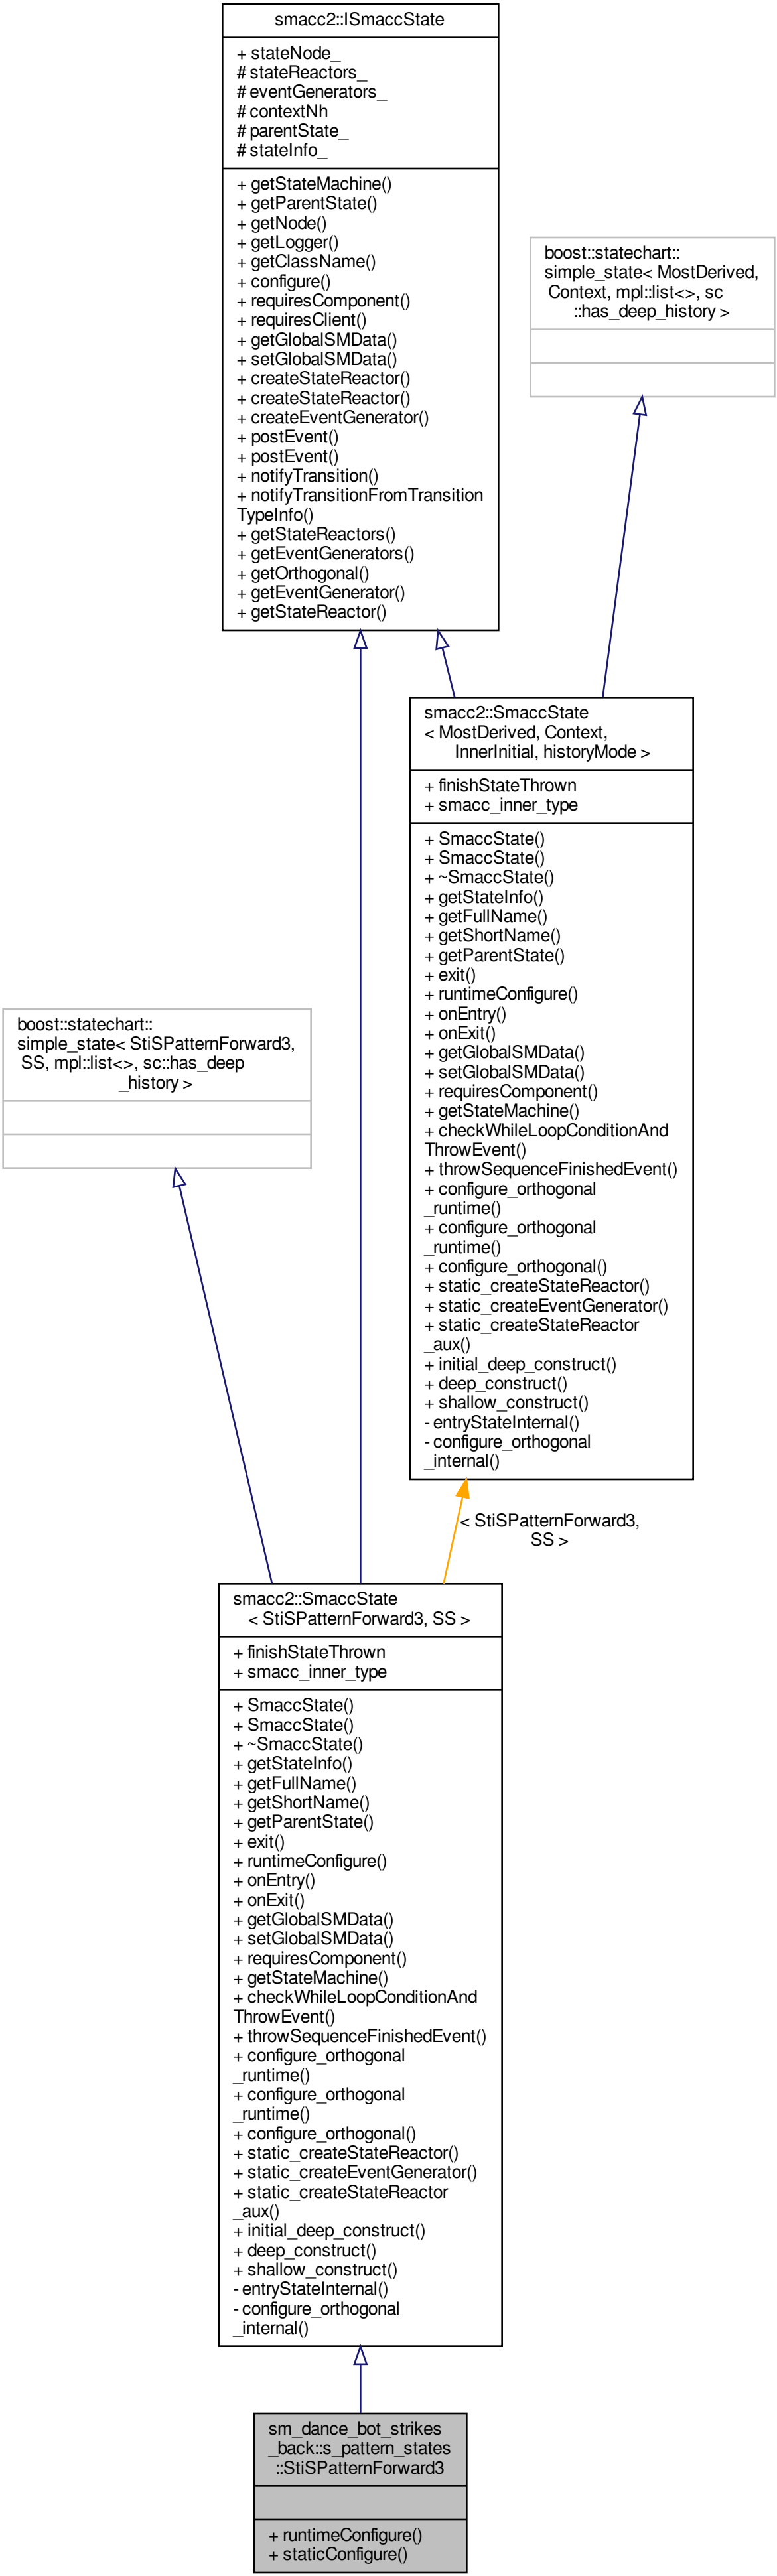 smacc2::ISmaccState
+ stateNode_
# stateReactors_
# eventGenerators_
# contextNh
# parentState_
# stateInfo_
+ getStateMachine()
+ getParentState()
+ getNode()
+ getLogger()
+ getClassName()
+ configure()
+ requiresComponent()
+ requiresClient()
+ getGlobalSMData()
+ setGlobalSMData()
+ createStateReactor()
+ createStateReactor()
+ createEventGenerator()
+ postEvent()
+ postEvent()
+ notifyTransition()
+ notifyTransitionFromTransition
TypeInfo()
+ getStateReactors()
+ getEventGenerators()
+ getOrthogonal()
+ getEventGenerator()
+ getStateReactor()
boost::statechart::
simple_state< MostDerived,
Context, mpl::list<>, sc
::has_deep_history >
smacc2::SmaccState
< MostDerived, Context,
InnerInitial, historyMode >
+ finishStateThrown
+ smacc_inner_type
+ SmaccState()
+ SmaccState()
+ ~SmaccState()
+ getStateInfo()
+ getFullName()
+ getShortName()
+ getParentState()
+ exit()
+ runtimeConfigure()
+ onEntry()
+ onExit()
+ getGlobalSMData()
+ setGlobalSMData()
+ requiresComponent()
+ getStateMachine()
+ checkWhileLoopConditionAnd
ThrowEvent()
+ throwSequenceFinishedEvent()
+ configure_orthogonal
_runtime()
+ configure_orthogonal
_runtime()
+ configure_orthogonal()
+ static_createStateReactor()
+ static_createEventGenerator()
+ static_createStateReactor
_aux()
+ initial_deep_construct()
+ deep_construct()
+ shallow_construct()
- entryStateInternal()
- configure_orthogonal
_internal()
boost::statechart::
simple_state< StiSPatternForward3,
SS, mpl::list<>, sc::has_deep
_history >
< StiSPatternForward3,
SS >
smacc2::SmaccState
< StiSPatternForward3, SS >
+ finishStateThrown
+ smacc_inner_type
+ SmaccState()
+ SmaccState()
+ ~SmaccState()
+ getStateInfo()
+ getFullName()
+ getShortName()
+ getParentState()
+ exit()
+ runtimeConfigure()
+ onEntry()
+ onExit()
+ getGlobalSMData()
+ setGlobalSMData()
+ requiresComponent()
+ getStateMachine()
+ checkWhileLoopConditionAnd
ThrowEvent()
+ throwSequenceFinishedEvent()
+ configure_orthogonal
_runtime()
+ configure_orthogonal
_runtime()
+ configure_orthogonal()
+ static_createStateReactor()
+ static_createEventGenerator()
+ static_createStateReactor
_aux()
+ initial_deep_construct()
+ deep_construct()
+ shallow_construct()
- entryStateInternal()
- configure_orthogonal
_internal()
sm_dance_bot_strikes
_back::s_pattern_states
::StiSPatternForward3
+ runtimeConfigure()
+ staticConfigure()